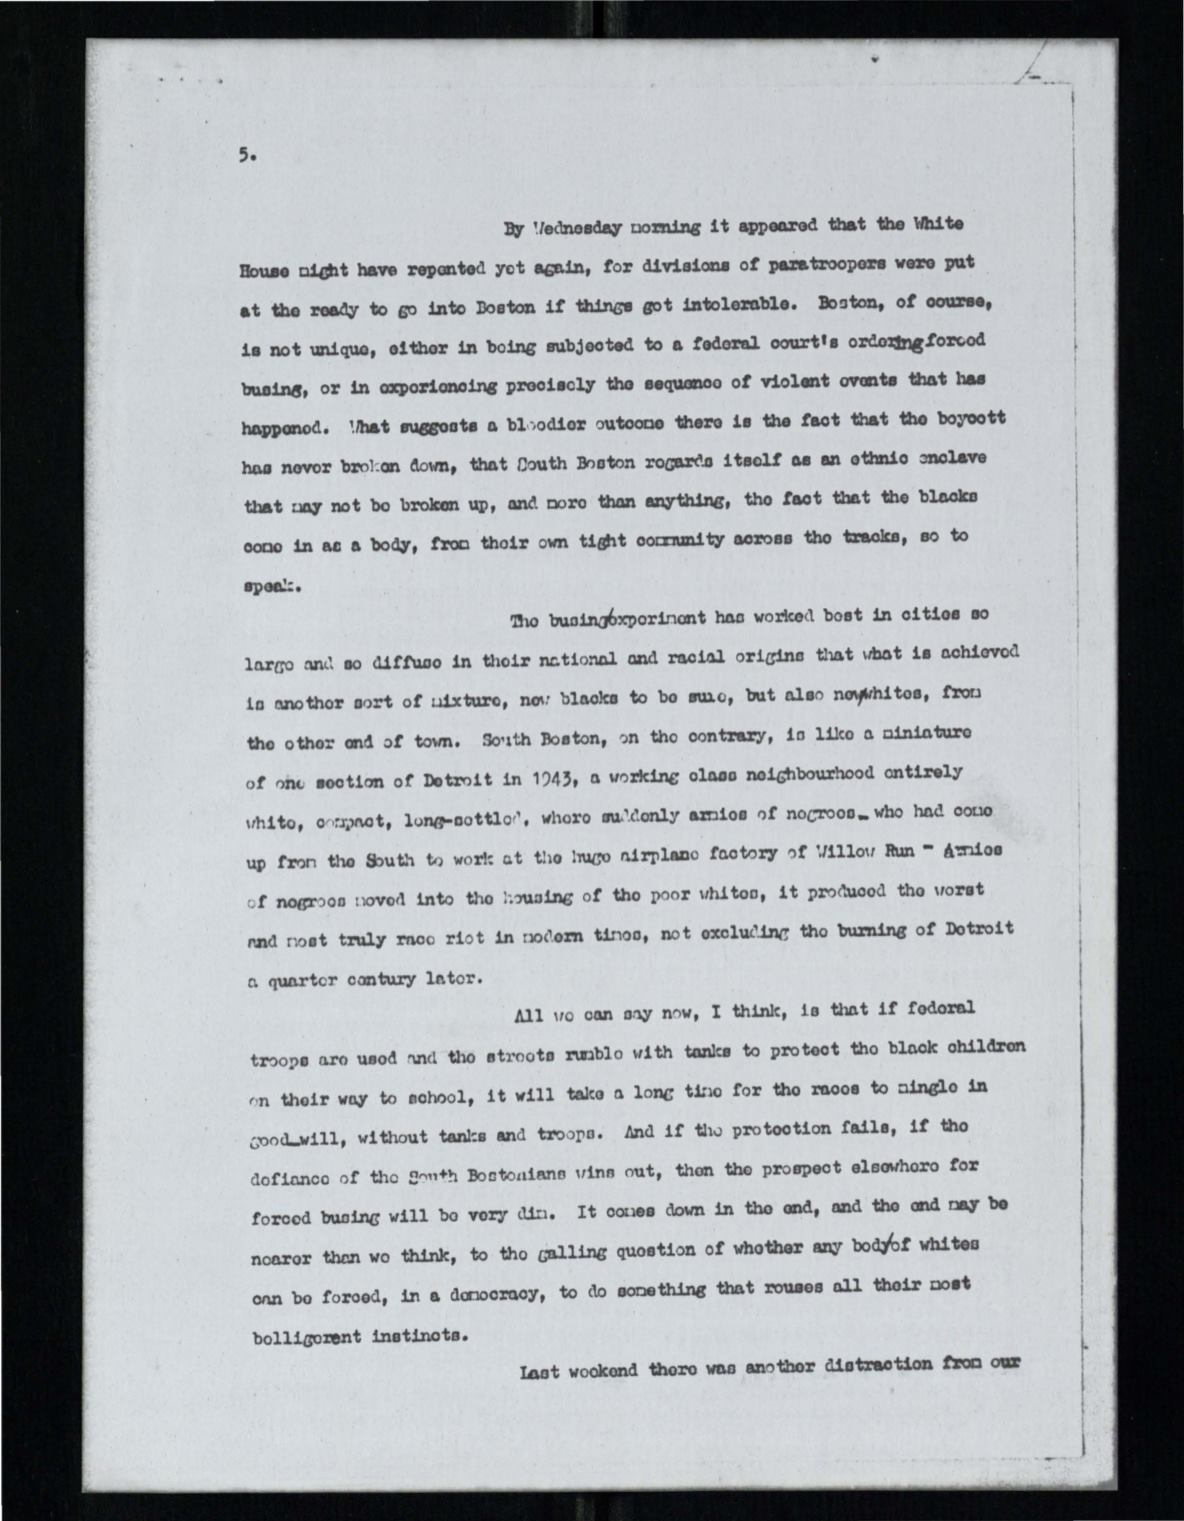 5.
By Wednesday morning it appeared that the White
House might have repented yet again, for divisions of paratroopers were put
at the ready to go into Boston if things got intolerable. Boston, of course,
is not unique, either in being subjected to a federal court's ordering forced
busing, or in experiencing precisely the sequence of violent events that has
happened. What suggests a bloodier outcome there is the fact that the boycott
has never broken down, that South Boston regards itself as an ethnic enclave
that may not be broken up, and more than anything, the fact that the blacks
come in as a body, from their own tight community across the tracks, so to
speak.
The busing/experiment has worked best in cities so
large and so diffuse in their national and racial origins that what is achieved
is another sort of mixture, new blacks to be sure, but also new/whites, from
the other end of town. South Boston, on the contrary, is like a miniature
of one section of Detroit in 1943, a working class neighbourhood entirely
white, compact, long-settled, where suddenly armies of negroes - who had come
up from the South to work at the huge airplane factory of Willow Run - Armies
of negroes moved into the housing of the poor whites, it produced the worst
and most truly race riot in modern times, not excluding the burning of Detroit
a quarter century later.
All we can say now, I think, is that if federal
troops are used and the streets rumble with tanks to protect the black children
on their way to school, it will take a long time for the races to mingle in
good_will, without tanks and troops. And if the protection fails, if the
defiance of the South Bostonians wins out, then the prospect elsewhere for
forced busing will be very dim. It comes down in the end, and the end may be
nearer than we think, to the galling question of whether any body/of whites
can be forced, in a democracy, to do something that rouses all their most
belligerent instincts.
Last weekend there was another distraction from our